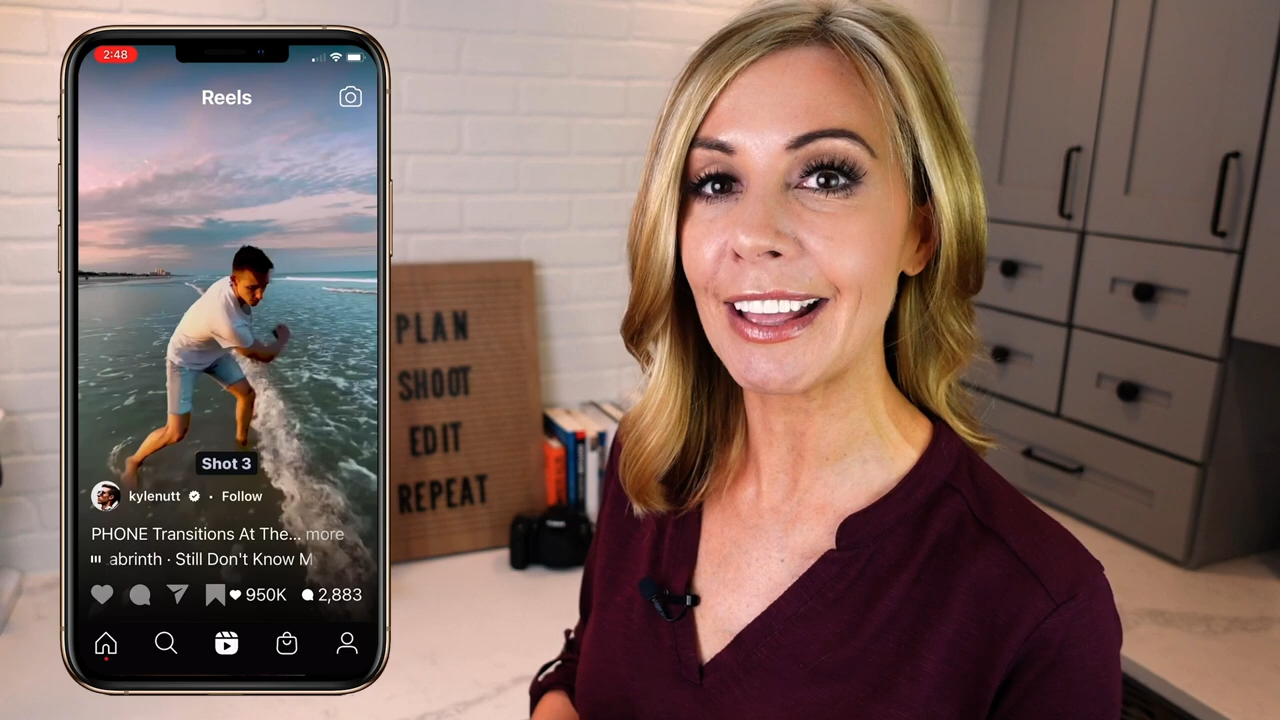 2:48
Reels
Shot 3
kylenutt · Follow
PHONE Transitions At The... more
abrinth · Still Don't Know M
950K 2,883
PLAN
SHOOT
EDIT
REPEAT